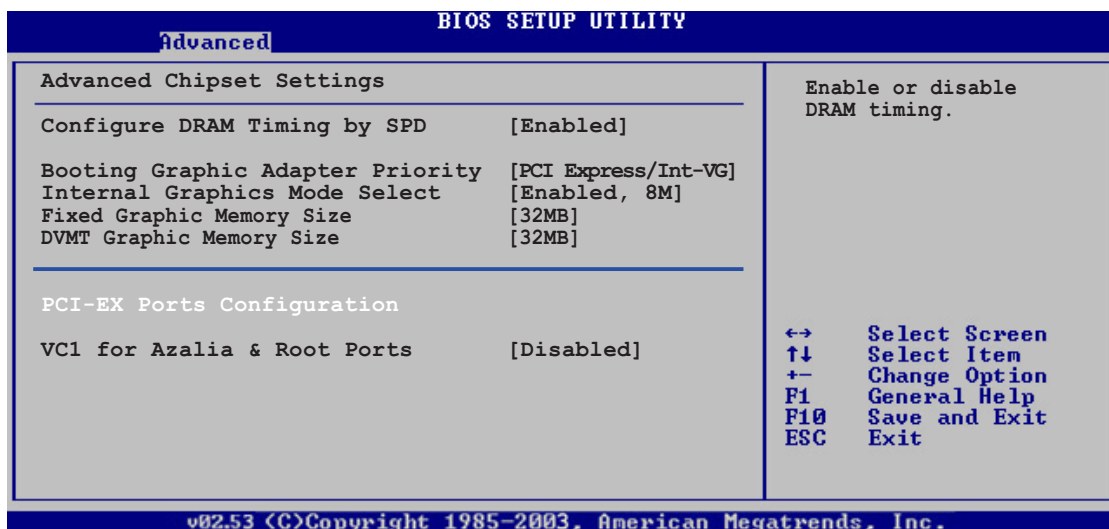 BIOS SETUP UTILITY
Advanced
Advanced Chipset Settings
Configure DRAM Timing by SPD [Enabled]
Booting Graphic Adapter Priority [PCI Express/Int-VG]
Internal Graphics Mode Select [Enabled, 8M]
Fixed Graphic Memory Size [32MB]
DVMT Graphic Memory Size [32MB]
PCI-EX Ports Configuration
VC1 for Azalia & Root Ports [Disabled]
Enable or disable
DRAM timing.
←→ Select Screen
↑↓ Select Item
+- Change Option
F1 General Help
F10 Save and Exit
ESC Exit
v02.53 (C)Copyright 1985-2003, American Megatrends, Inc.